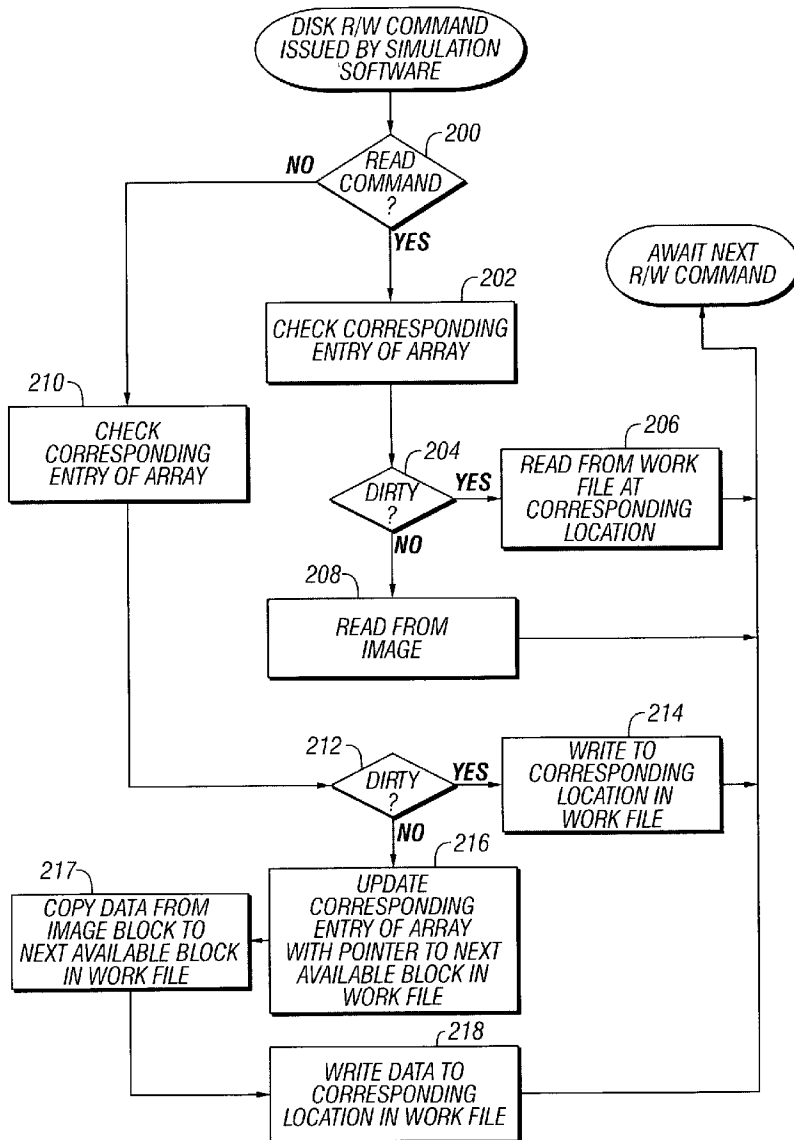 DISK R/W COMMAND
ISSUED BY SIMULATION
SOFTWARE
200
READ
COMMAND
?
NO
YES
AWAIT NEXT
R/W COMMAND
202
CHECK CORRESPONDING
ENTRY OF ARRAY
210
CHECK
CORRESPONDING
ENTRY OF ARRAY
204
DIRTY
?
YES
NO
206
READ FROM WORK
FILE AT
CORRESPONDING
LOCATION
208
READ FROM
IMAGE
212
DIRTY
?
YES
NO
214
WRITE TO
CORRESPONDING
LOCATION IN
WORK FILE
216
UPDATE
CORRESPONDING
ENTRY OF ARRAY
WITH POINTER TO NEXT
AVAILABLE BLOCK IN
WORK FILE
217
COPY DATA FROM
IMAGE BLOCK TO
NEXT AVAILABLE BLOCK
IN WORK FILE
218
WRITE DATA TO
CORRESPONDING
LOCATION IN WORK FILE